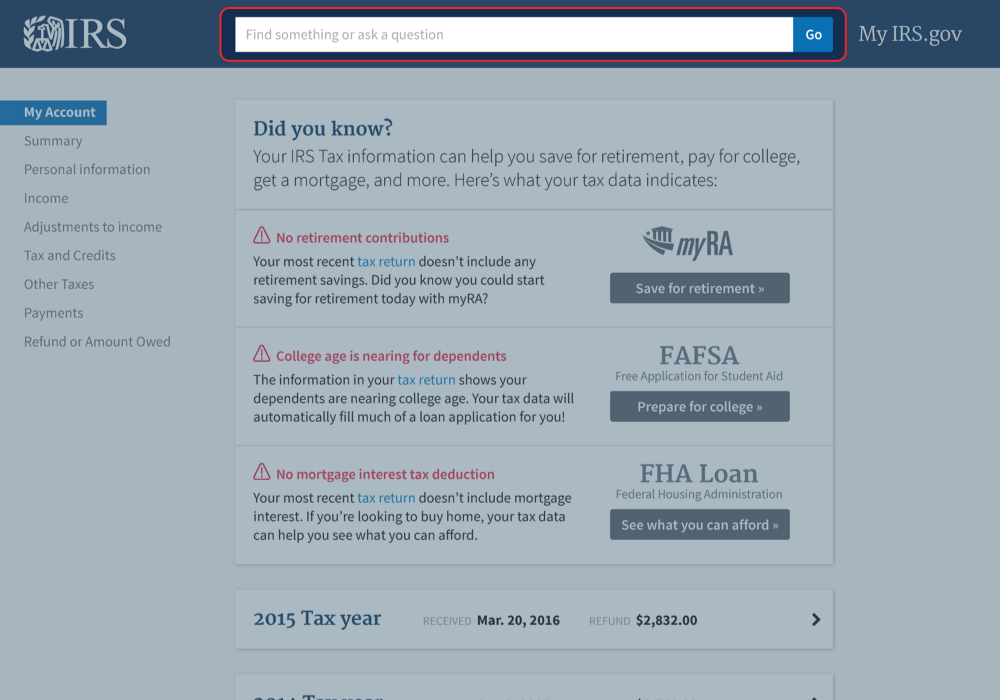 IRS
Find something or ask a question
Go
My IRS.gov
My Account
Summary
Personal information
Income
Adjustments to income
Tax and Credits
Other Taxes
Payments
Refund or Amount Owed
Did you know?
Your IRS Tax information can help you save for retirement, pay for college,
get a mortgage, and more. Here’s what your tax data indicates:
No retirement contributions
Your most recent tax return doesn’t include any
retirement savings. Did you know you could start
saving for retirement today with myRA?
myRA
Save for retirement »
College age is nearing for dependents
The information in your tax return shows your
dependents are nearing college age. Your tax data will
automatically fill much of a loan application for you!
FAFSA
Free Application for Student Aid
Prepare for college »
No mortgage interest tax deduction
Your most recent tax return doesn’t include mortgage
interest. If you’re looking to buy home, your tax data
can help you see what you can afford.
FHA Loan
Federal Housing Administration
See what you can afford »
2015 Tax year
RECEIVED Mar. 20, 2016
REFUND $2,832.00
2014 Tax year